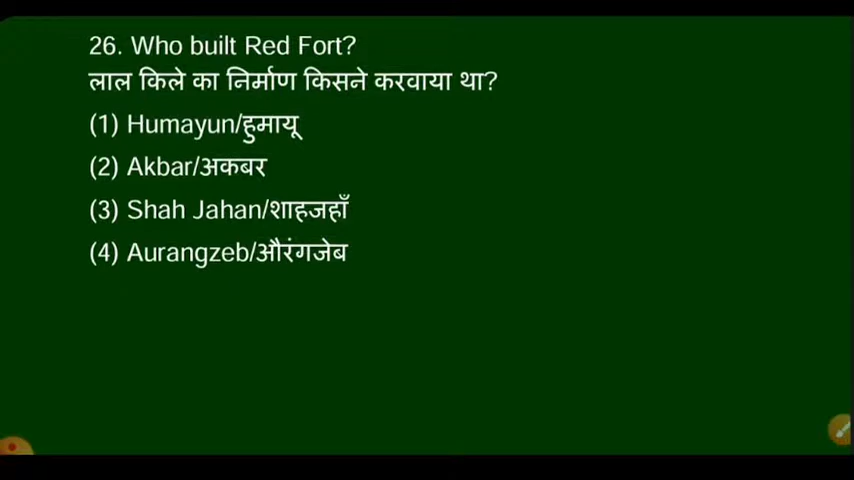 26. Who built Red Fort?
लाल किले का निर्माण किसने करवाया था?
(1) Humayun/हुमायू
(2) Akbar/अकबर
(3) Shah Jahan/शाहजहाँ
(4) Aurangzeb/औरंगजेब